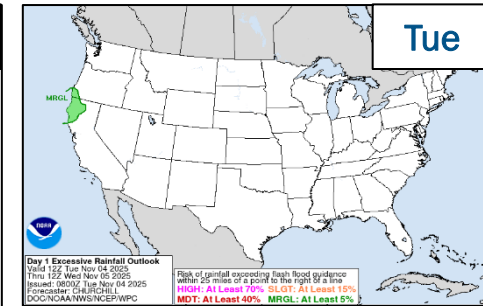 Tue
MRGL
NOAA
Day 1 Excessive Rainfall Outlook
Valid 12Z Tue Nov 04 2025
Thru 12Z Wed Nov 05 2025
Issued: 0800Z Tue Nov 04 2025
Forecaster: CHURCHILL
DOC/NOAA/NWS/NCEP/WPC
Risk of rainfall exceeding flash flood guidance
within 25 miles of a point to the right of a line
HIGH: At Least 70% SLGT: At Least 15%
MDT: At Least 40% MRGL: At Least 5%